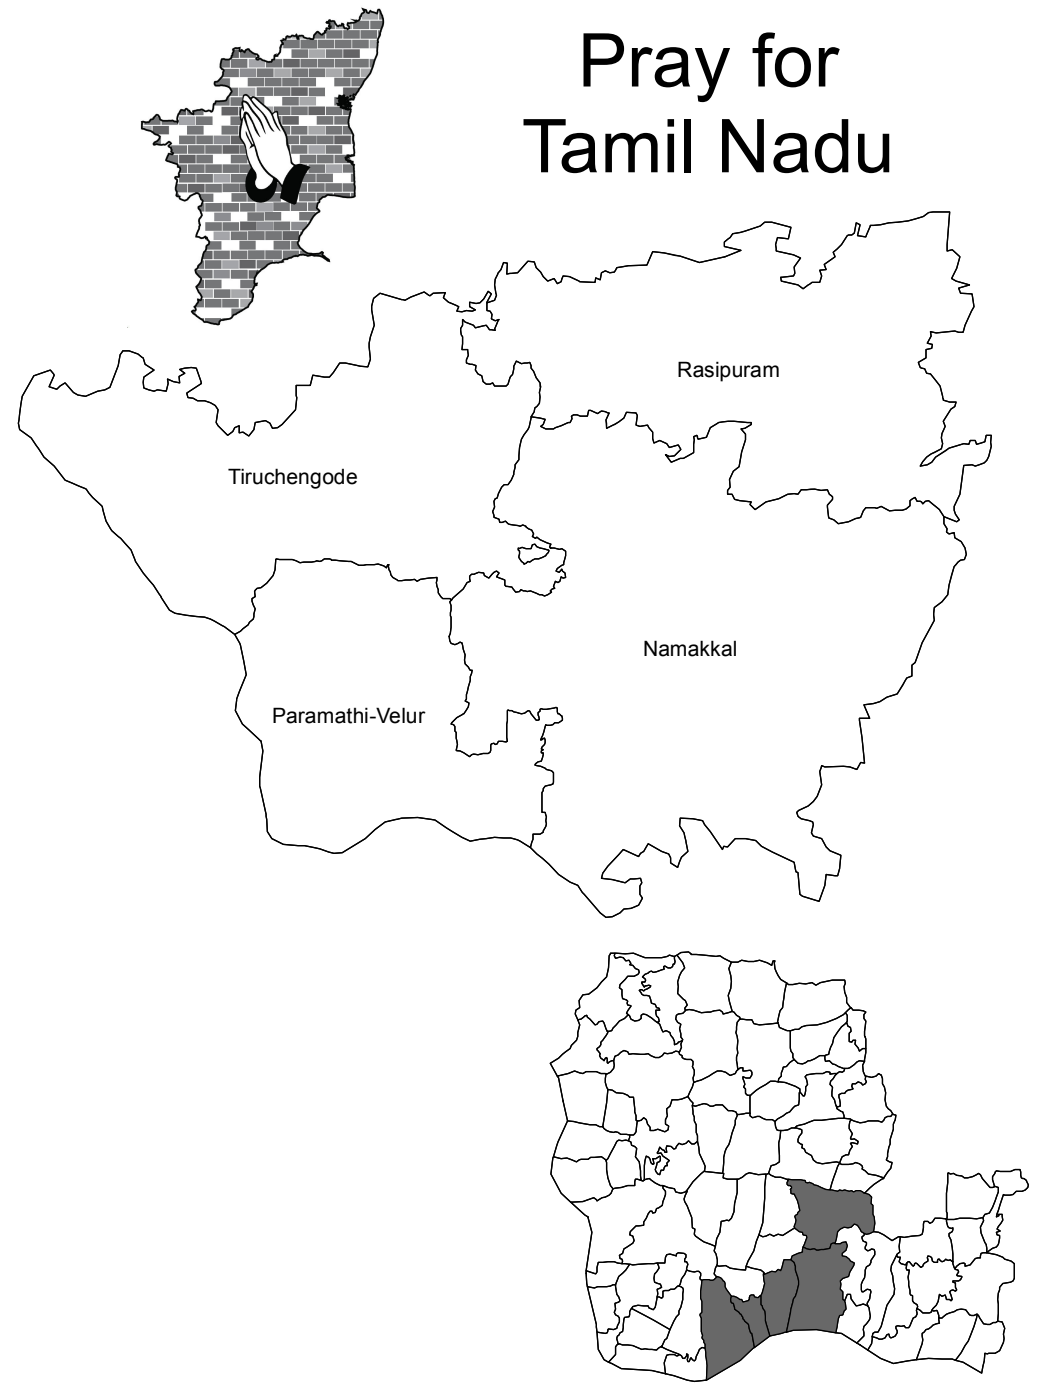 Pray for
Tamil Nadu
Rasipuram
Tiruchengode
Namakkal
Paramathi-Velur